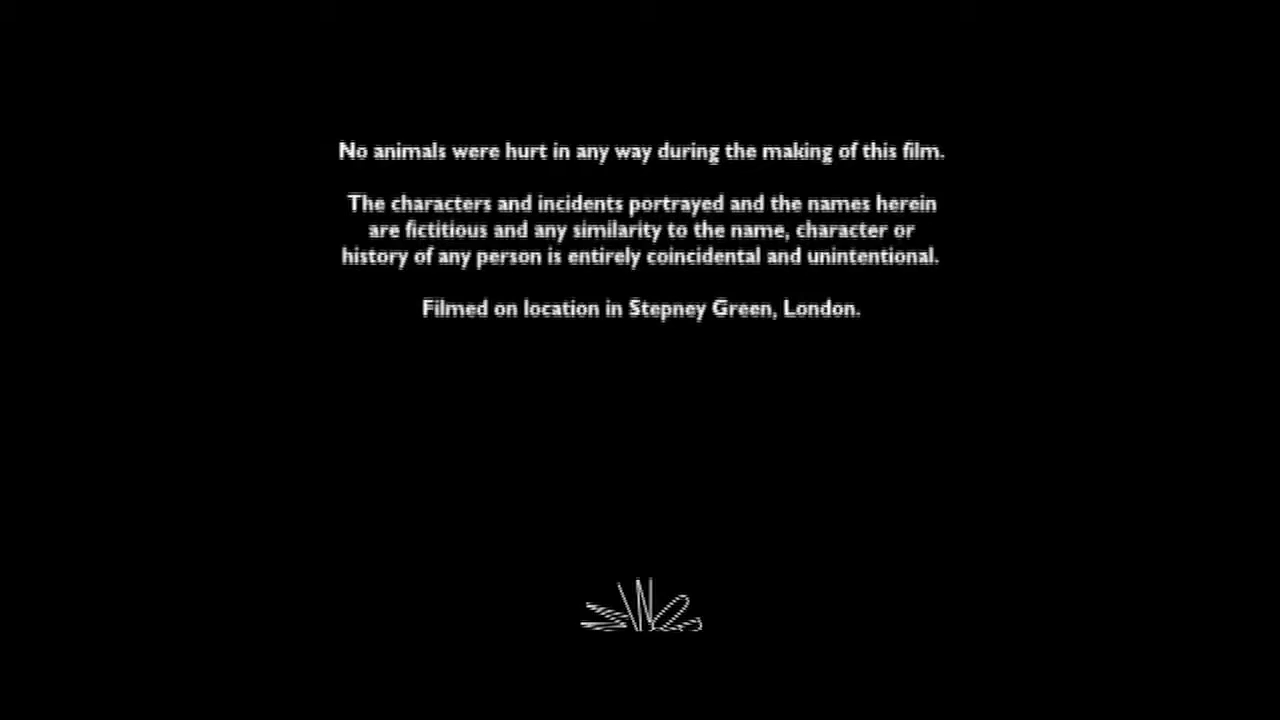 No animals were hurt in any way during the making of this film.
The characters and incidents portrayed and the names herein
are fictitious and any similarity to the name, character or
history of any person is entirely coincidental and unintentional.
Filmed on location in Stepney Green, London.